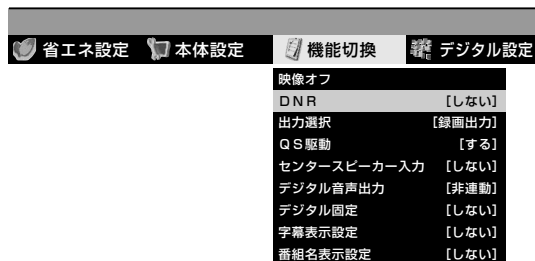 省エネ設定 本体設定 機能切換 デジタル設定
映像オフ
ＤＮＲ [しない]
出力選択 [録画出力]
ＱＳ駆動 [する]
センタースピーカー入力 [しない]
デジタル音声出力 [非連動]
デジタル固定 [しない]
字幕表示設定 [しない]
番組名表示設定 [しない]